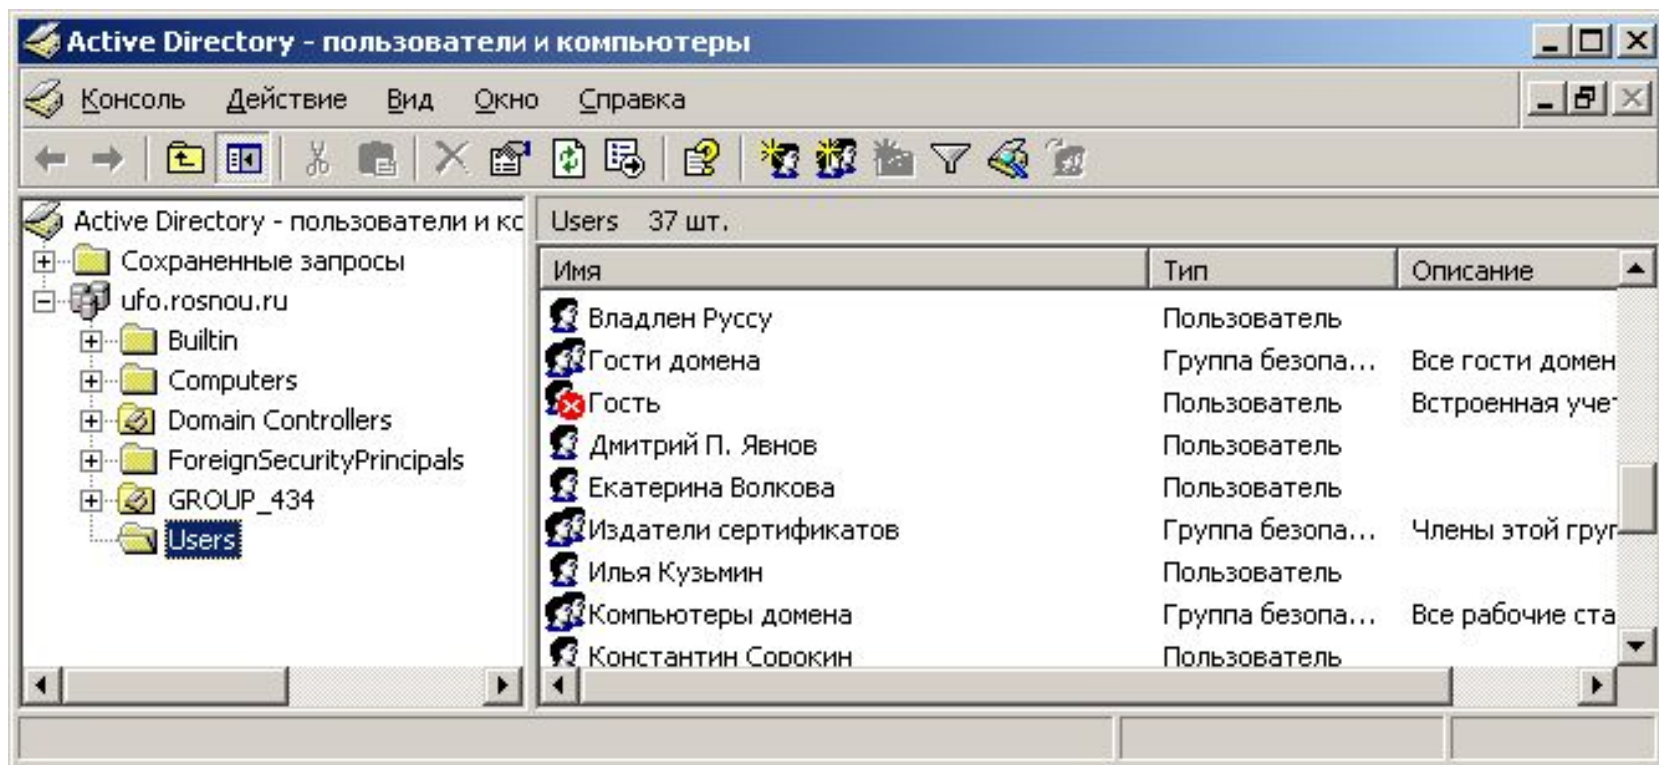 Active Directory - пользователи и компьютеры
Консоль Действие Вид Окно Справка
Active Directory - пользователи и кс
Сохраненные запросы
ufo.rosnou.ru
Builtin
Computers
Domain Controllers
ForeignSecurityPrincipals
GROUP_434
Users
Users 37 шт.
Имя Тип Описание
Владлен Руссу Пользователь
Гости домена Группа безопа... Все гости домен
Гость Пользователь Встроенная учет
Дмитрий П. Явнов Пользователь
Екатерина Волкова Пользователь
Издатели сертификатов Группа безопа... Члены этой груп
Илья Кузьмин Пользователь
Компьютеры домена Группа безопа... Все рабочие ста
Константин Сорокин Пользователь